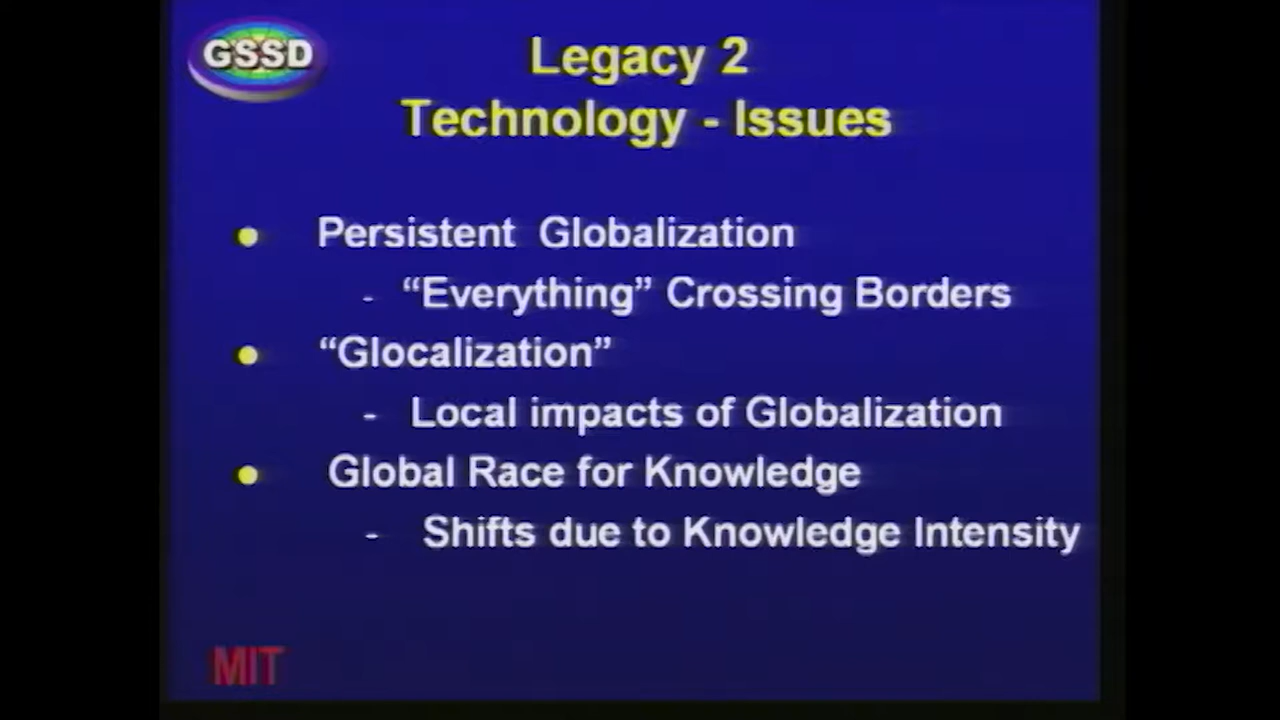 GSSD
Legacy 2
Technology - Issues
Persistent Globalization
- “Everything” Crossing Borders
“Glocalization”
- Local impacts of Globalization
Global Race for Knowledge
- Shifts due to Knowledge Intensity
MIT